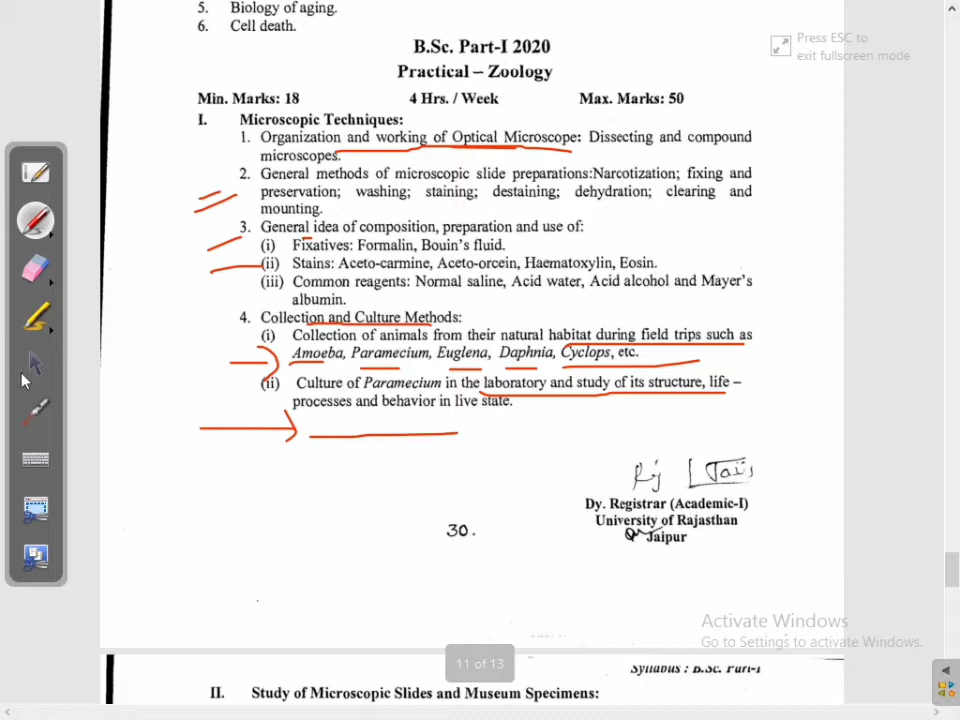 5. Biology of aging.
6. Cell death.
Press ESC to
exit fullscreen mode
B.Sc. Part-I 2020
Practical – Zoology
Min. Marks: 18 4 Hrs. / Week Max. Marks: 50
I. Microscopic Techniques:
1. Organization and working of Optical Microscope: Dissecting and compound
microscopes.
2. General methods of microscopic slide preparations:Narcotization; fixing and
preservation; washing; staining; destaining; dehydration; clearing and
mounting.
3. General idea of composition, preparation and use of:
(i) Fixatives: Formalin, Bouin's fluid.
(ii) Stains: Aceto-carmine, Aceto-orcein, Haematoxylin, Eosin.
(iii) Common reagents: Normal saline, Acid water, Acid alcohol and Mayer's
albumin.
4. Collection and Culture Methods:
(i) Collection of animals from their natural habitat during field trips such as
Amoeba, Paramecium, Euglena, Daphnia, Cyclops, etc.
(ii) Culture of Paramecium in the laboratory and study of its structure, life –
processes and behavior in live state.
Dy. Registrar (Academic-I)
University of Rajasthan
Jaipur
30.
Activate Windows
Go to Settings to activate Windows.
11 of 13
Syllabus : B.Sc. Part-I
II. Study of Microscopic Slides and Museum Specimens: